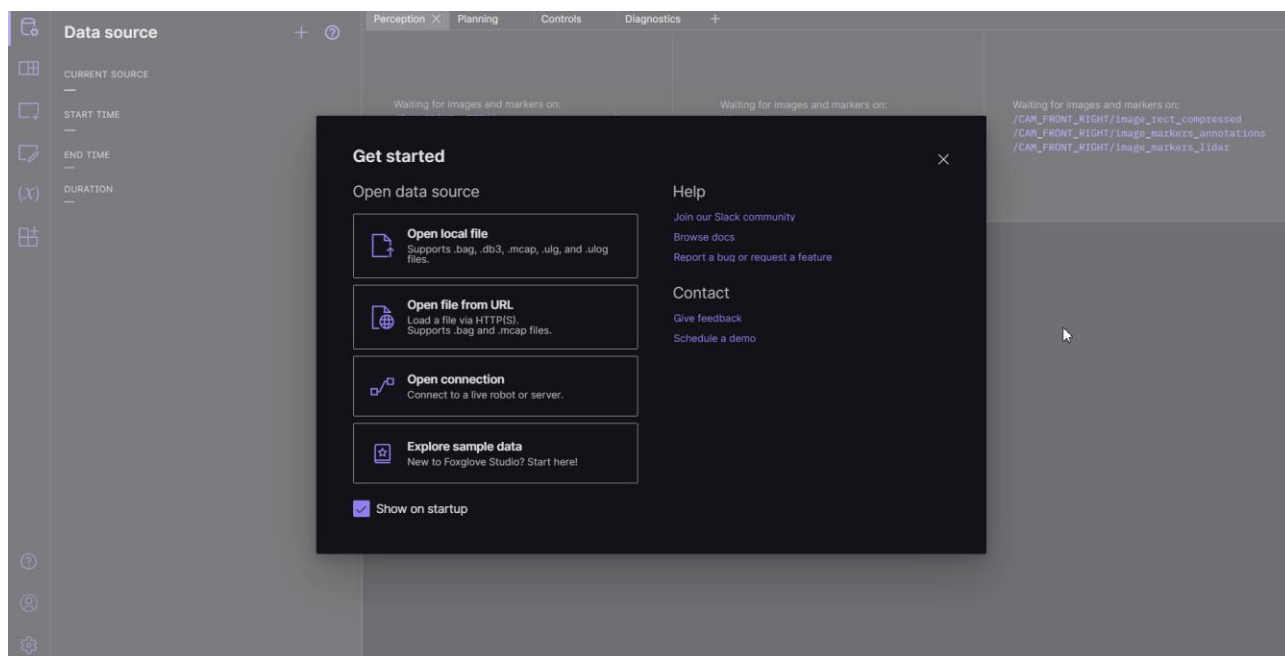 Perception Planning Controls Diagnostics
Data source
CURRENT SOURCE
START TIME
END TIME
DURATION
(x)
Waiting for images and markers on:
Waiting for images and markers on:
Waiting for images and markers on:
/CAM_FRONT_RIGHT/image_rect_compressed
/CAM_FRONT_RIGHT/image_markers_annotations
/CAM_FRONT_RIGHT/image_markers_lidar
Get started
Open data source
Open local file
Supports .bag, .db3, .mcap, .ulg, and .ulog
files.
Open file from URL
Load a file via HTTP(S).
Supports .bag and .mcap files.
Open connection
Connect to a live robot or server.
Explore sample data
New to Foxglove Studio? Start here!
Show on startup
Help
Join our Slack community
Browse docs
Report a bug or request a feature
Contact
Give feedback
Schedule a demo